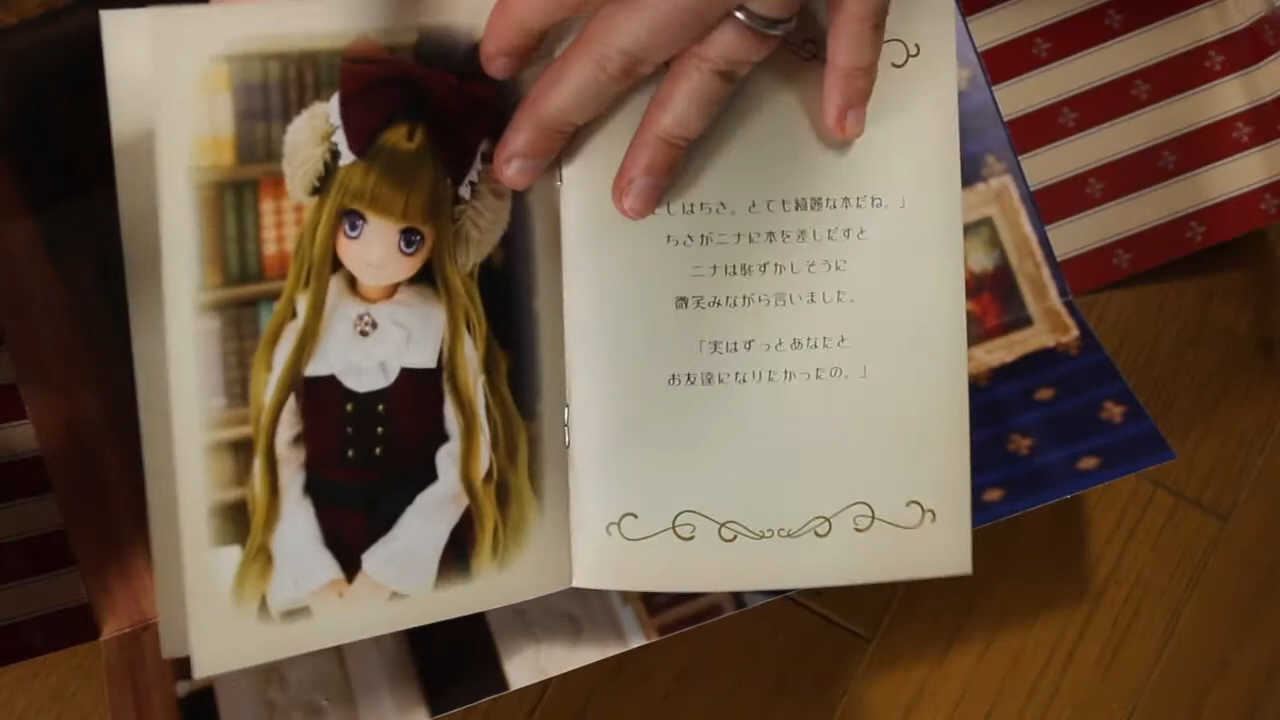 しはちさ。とても綺麗な本だね。」
ちさがニナに本を差しだすと
ニナは恥ずかしそうに
微笑みながら言いました。
「実はずっとあなたと
お友達になりたかったの。」